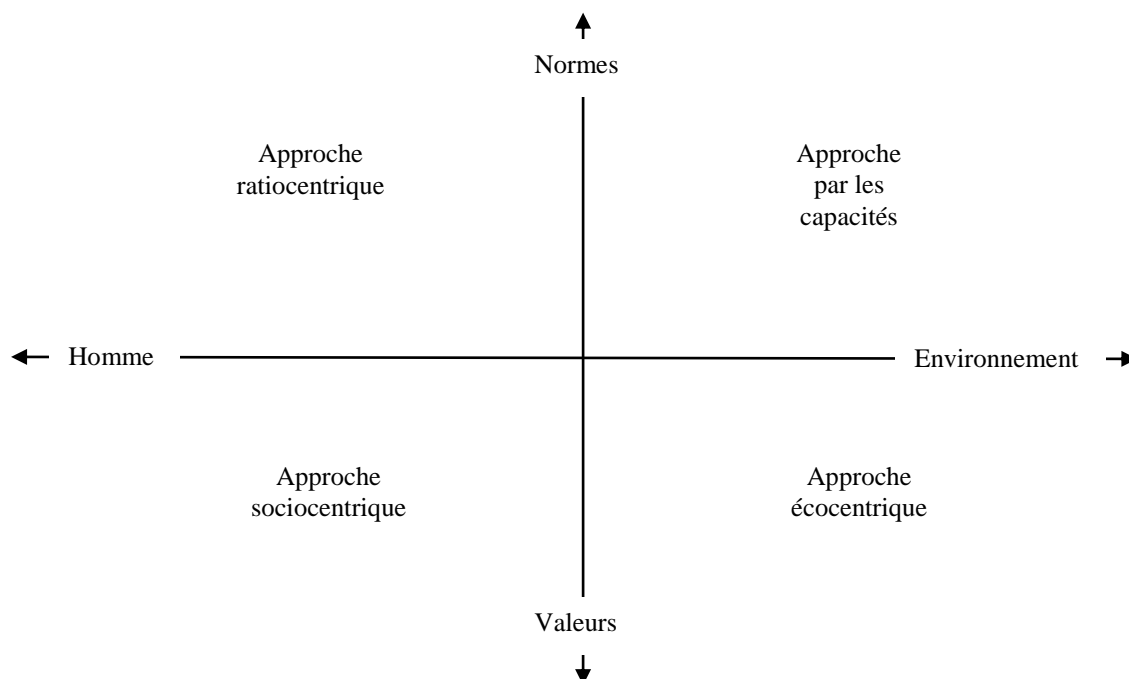 Normes
Approche
ratiocentrique
Approche
par les
capacités
Homme
Environnement
Approche
sociocentrique
Approche
écocentrique
Valeurs